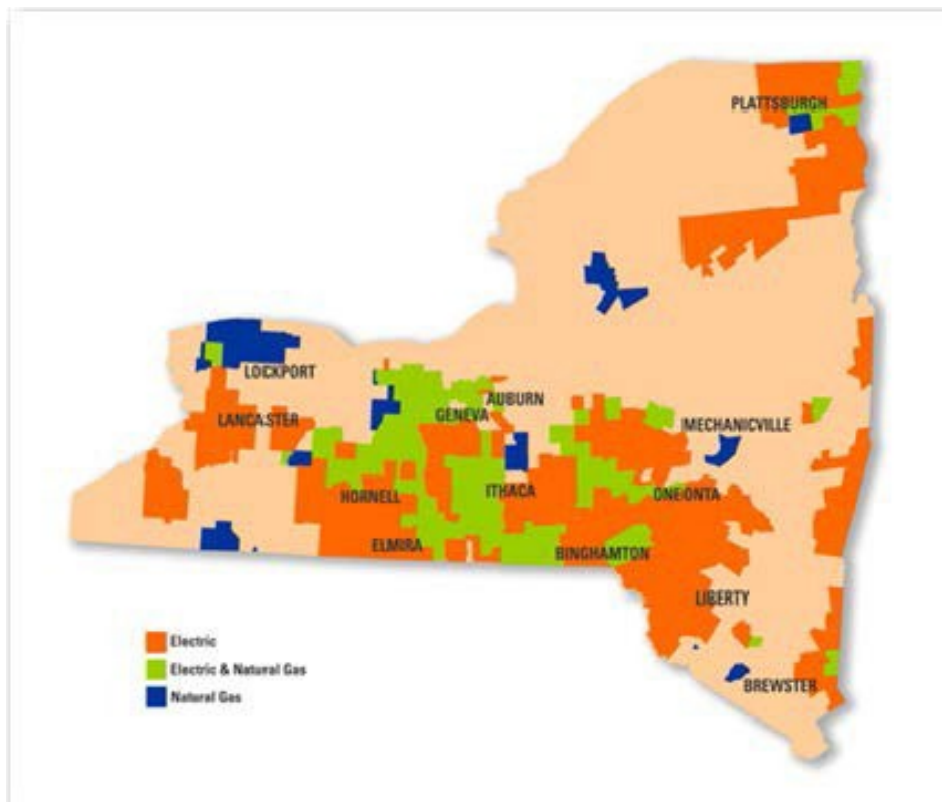 PLATTSBURGH
LOCKPORT
LANCASTER
AUBURN
GENEVA
MECHANICVILLE
HORNELL
ITHACA
ONEONTA
ELMIRA
BINGHAMTON
LIBERTY
BREWSTER
Electric
Electric & Natural Gas
Natural Gas